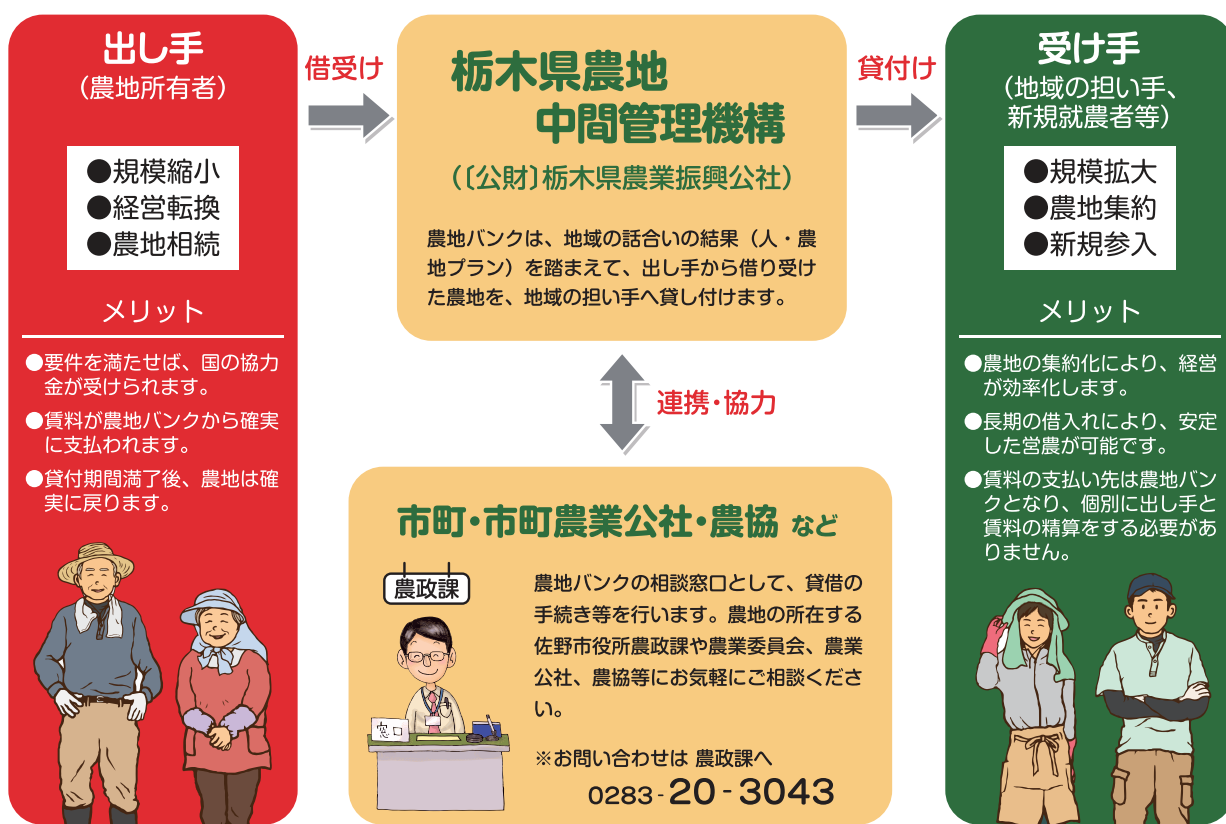 出し手
（農地所有者）
●規模縮小
●経営転換
●農地相続
メリット
●要件を満たせば、国の協力
金が受けられます。
●賃料が農地バンクから確実
に支払われます。
●貸付期間満了後、農地は確
実に戻ります。
借受け
栃木県農地
中間管理機構
（〔公財〕栃木県農業振興公社）
農地バンクは、地域の話合いの結果（人・農
地プラン）を踏まえて、出し手から借り受け
た農地を、地域の担い手へ貸し付けます。
貸付け
連携・協力
市町・市町農業公社・農協 など
農政課
窓口
農地バンクの相談窓口として、貸借の
手続き等を行います。農地の所在する
佐野市役所農政課や農業委員会、農業
公社、農協等にお気軽にご相談くださ
い。
※お問い合わせは 農政課へ
0283-20-3043
受け手
（地域の担い手、
新規就農者等）
●規模拡大
●農地集約
●新規参入
メリット
●農地の集約化により、経営
が効率化します。
●長期の借入れにより、安定
した営農が可能です。
●賃料の支払い先は農地バン
クとなり、個別に出し手と
賃料の精算をする必要があ
りません。